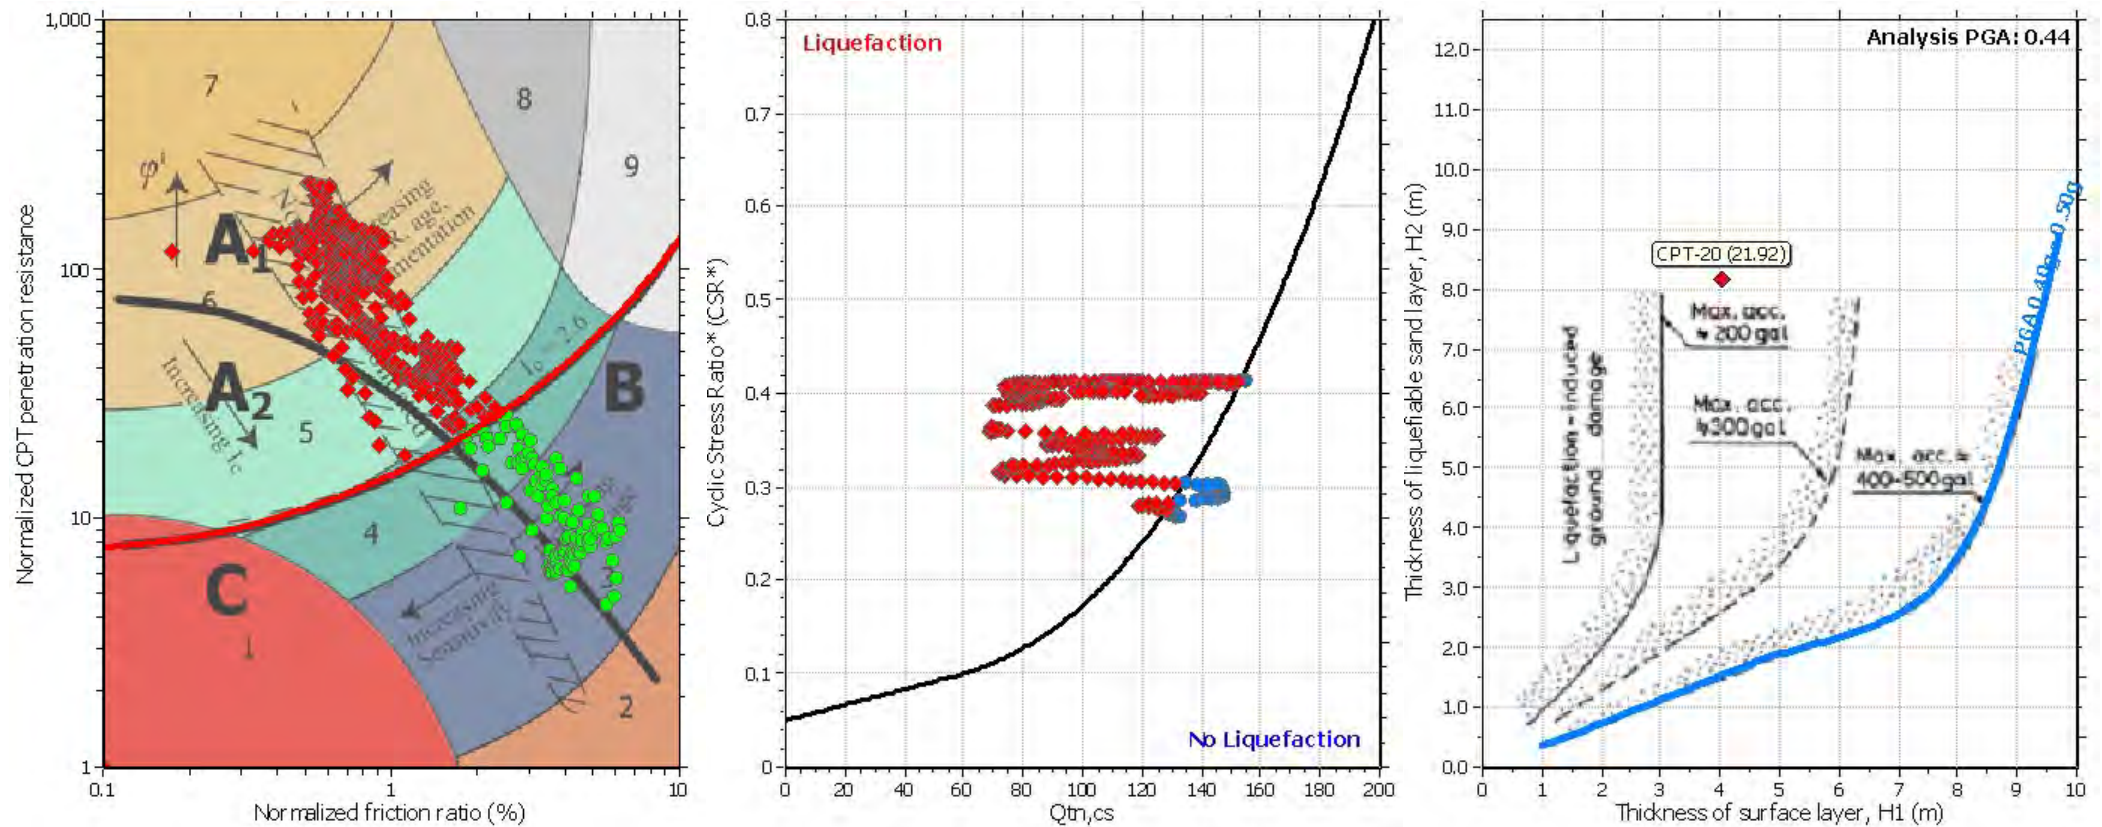 1,000
100
10
1
0.1
1
10
Normalized CPT penetration resistance
Normalized friction ratio (%)
7
8
9
φ'
A1
6
A2
5
B
4
C
1
2
Increasing Ic
Ic = 2.6
Increasing
Sensitivity
Liquefaction
No Liquefaction
0.8
0.7
0.6
0.5
0.4
0.3
0.2
0.1
0
0
20
40
60
80
100
120
140
160
180
200
Cyclic Stress Ratio* (CSR*)
Qtn,cs
Analysis PGA: 0.44
12.0
11.0
10.0
9.0
8.0
7.0
6.0
5.0
4.0
3.0
2.0
1.0
0.0
0
1
2
3
4
5
6
7
8
9
10
Thickness of liquefiable sand layer, H2 (m)
Thickness of surface layer, H1 (m)
CPT-20 (21.92)
Max. acc.
≈ 200 gal
Max. acc.
≈300gal
Max. acc. ≈
400-500gal
Liquefaction-induced
ground damage
PGA 0.40g - 0.50g